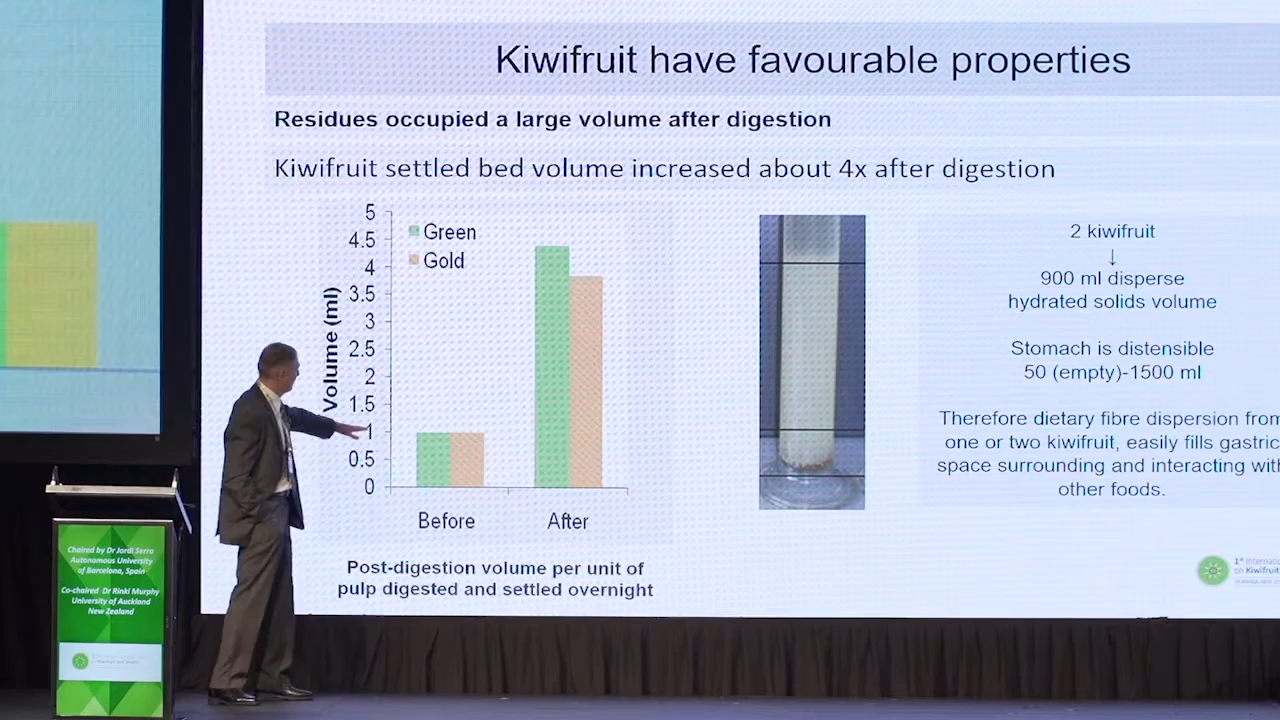 Kiwifruit have favourable properties
Residues occupied a large volume after digestion
Kiwifruit settled bed volume increased about 4x after digestion
5
4.5
4
3.5
3
2.5
2
1.5
1
0.5
0
Volume (ml)
Green
Gold
Before
After
Post-digestion volume per unit of
pulp digested and settled overnight
2 kiwifruit
↓
900 ml disperse
hydrated solids volume
Stomach is distensible
50 (empty)-1500 ml
Therefore dietary fibre dispersion from
one or two kiwifruit, easily fills gastric
space surrounding and interacting with
other foods.
1st
on Kiwifruit
Chaired by Dr Jordi Serra
Autonomous University
of Barcelona, Spain
Co-chaired Dr Rinki Murphy
University of Auckland
New Zealand